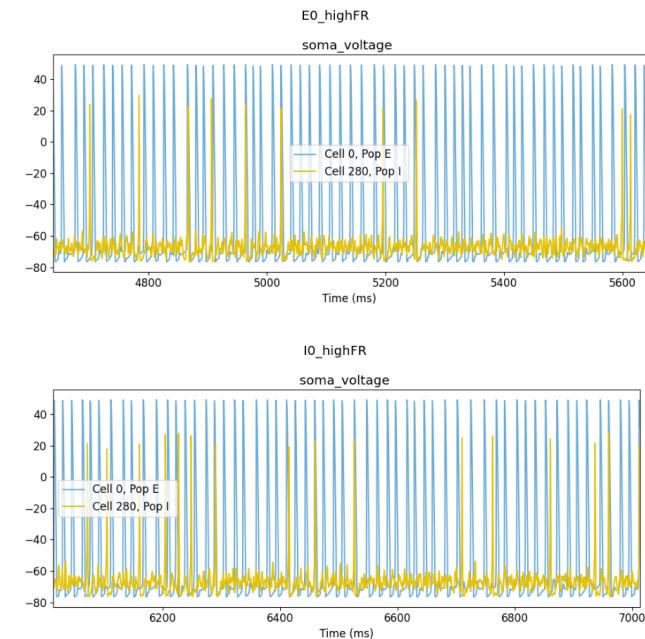 E0_highFR
soma_voltage
40
20
0
−20
−40
−60
−80
Cell 0, Pop E
Cell 280, Pop I
4800
5000
5200
5400
5600
Time (ms)
I0_highFR
soma_voltage
40
20
0
−20
−40
−60
−80
Cell 0, Pop E
Cell 280, Pop I
6200
6400
6600
6800
7000
Time (ms)